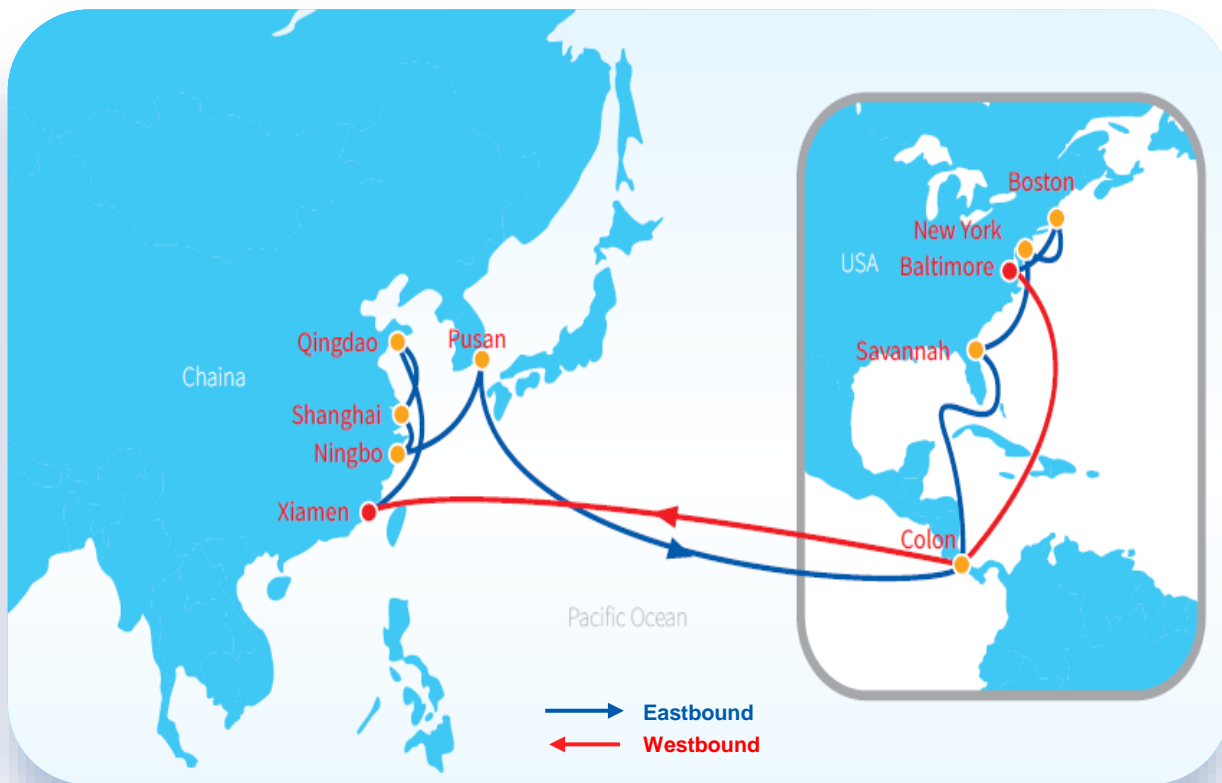 Boston
New York
USA
Baltimore
Qingdao
Pusan
Savannah
Chaina
Shanghai
Ningbo
Xiamen
Colon
Pacific Ocean
Eastbound
Westbound